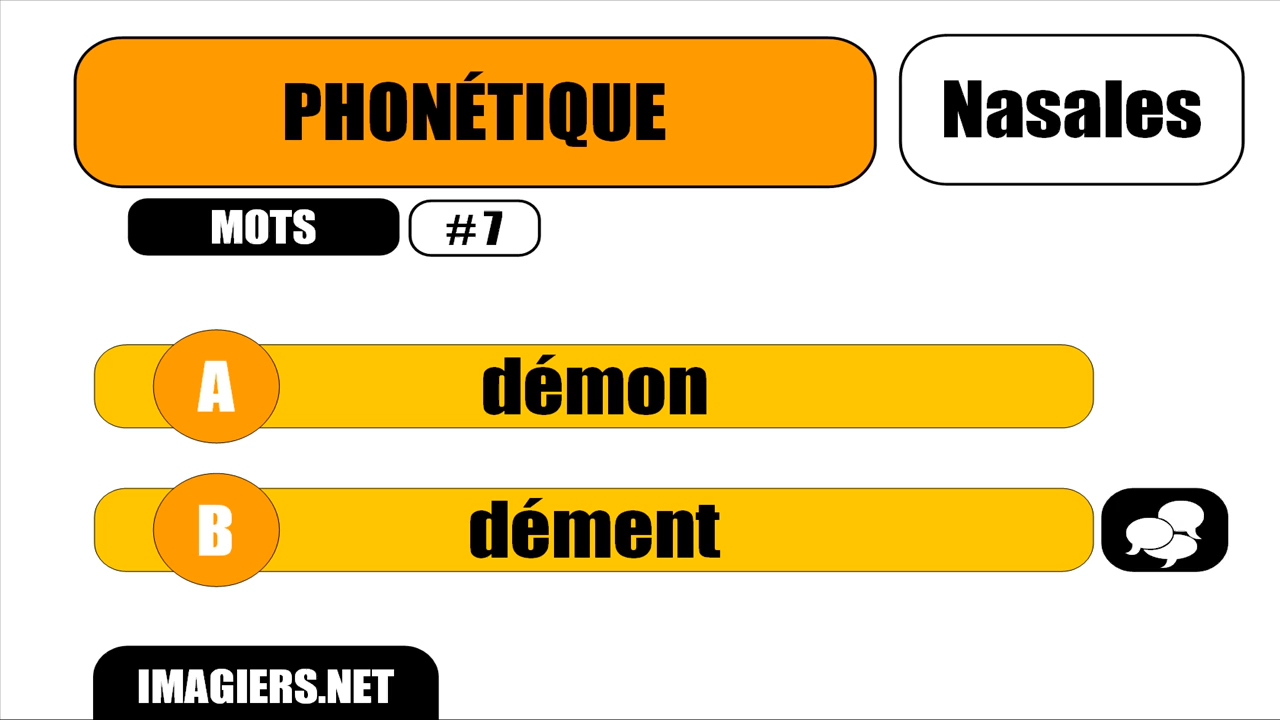 PHONÉTIQUE
Nasales
MOTS
#7
A
démon
B
dément
IMAGIERS.NET